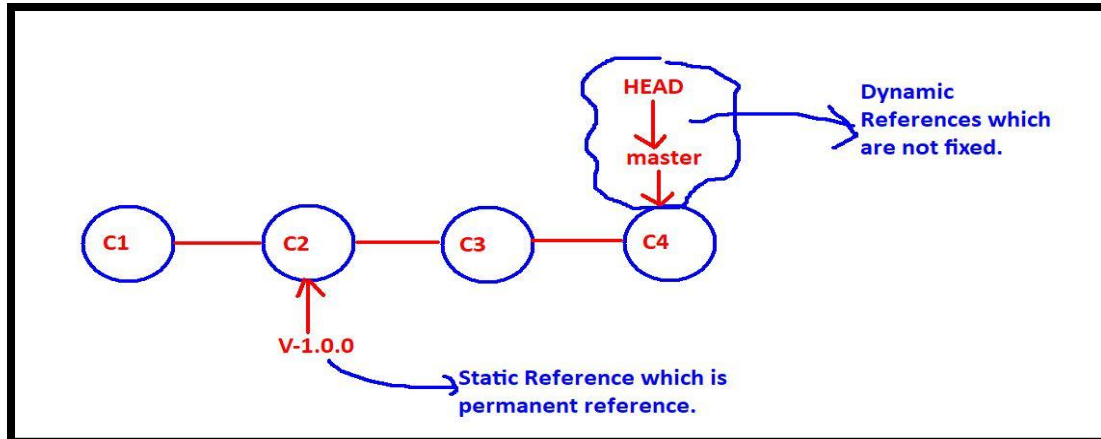 HEAD
master
Dynamic
References which
are not fixed.
C1
C2
C3
C4
V-1.0.0
Static Reference which is
permanent reference.